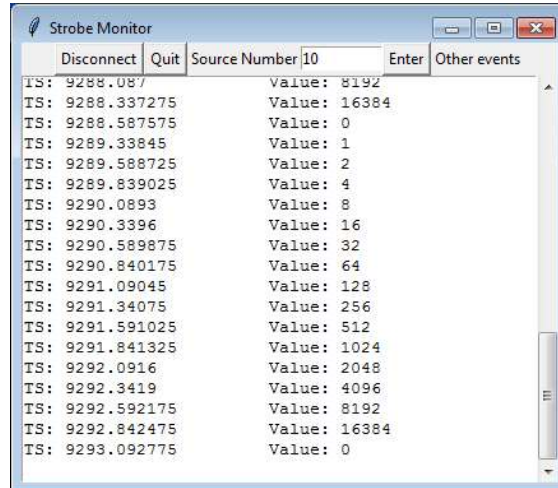 Strobe Monitor
Disconnect Quit Source Number 10 Enter Other events
TS: 9288.087 Value: 8192
TS: 9288.337275 Value: 16384
TS: 9288.587575 Value: 0
TS: 9289.33845 Value: 1
TS: 9289.588725 Value: 2
TS: 9289.839025 Value: 4
TS: 9290.0893 Value: 8
TS: 9290.3396 Value: 16
TS: 9290.589875 Value: 32
TS: 9290.840175 Value: 64
TS: 9291.09045 Value: 128
TS: 9291.34075 Value: 256
TS: 9291.591025 Value: 512
TS: 9291.841325 Value: 1024
TS: 9292.0916 Value: 2048
TS: 9292.3419 Value: 4096
TS: 9292.592175 Value: 8192
TS: 9292.842475 Value: 16384
TS: 9293.092775 Value: 0